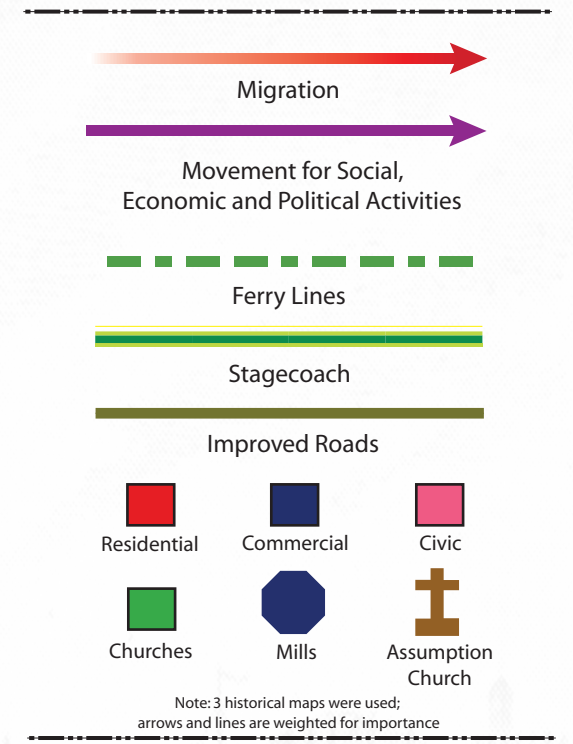 Migration
Movement for Social,
Economic and Political Activities
Ferry Lines
Stagecoach
Improved Roads
Residential
Commercial
Civic
Churches
Mills
Assumption
Church
Note: 3 historical maps were used;
arrows and lines are weighted for importance